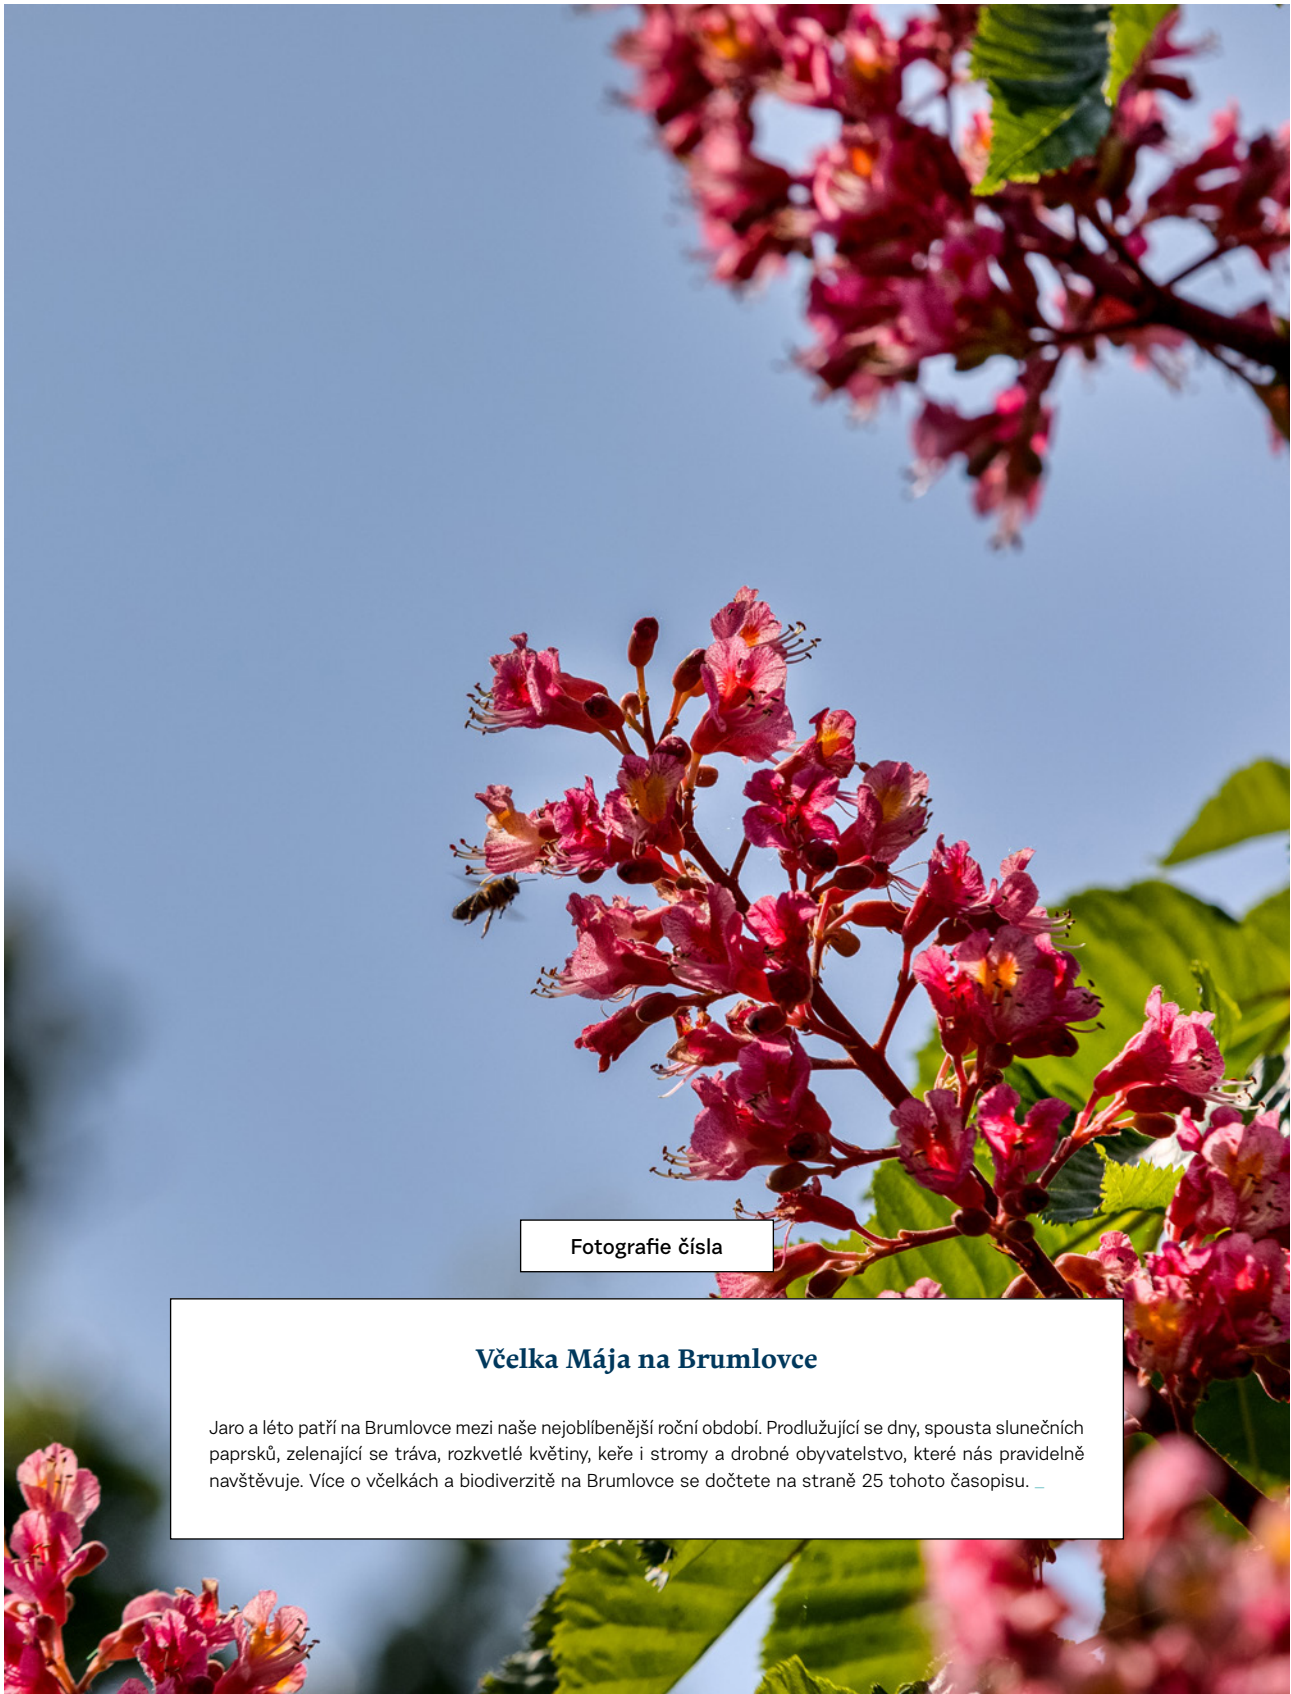 Fotografie čísla
Včelka Mája na Brumlovce
Jaro a léto patří na Brumlovce mezi naše nejoblíbenější roční období. Prodlužující se dny, spousta slunečních
paprsků, zelenající se tráva, rozkvetlé květiny, keře i stromy a drobné obyvatelstvo, které nás pravidelně
navštěvuje. Více o včelkách a biodiverzitě na Brumlovce se dočtete na straně 25 tohoto časopisu. _